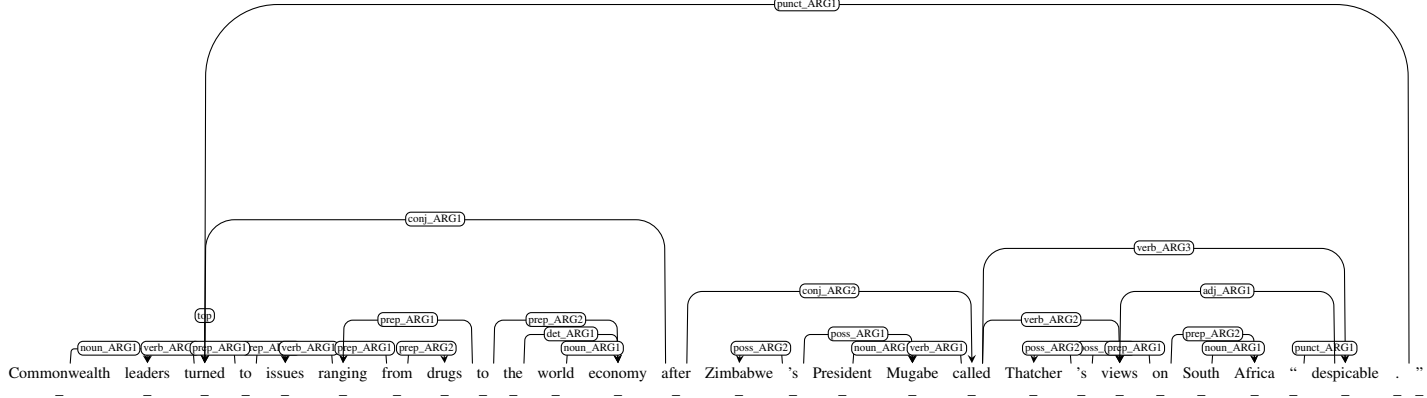 punct_ARG1
conj_ARG1
verb_ARG3
conj_ARG2 adj_ARG1
top prep_ARG1 prep_ARG2 verb_ARG2
det_ARG1 poss_ARG1 prep_ARG2
noun_ARG1 prep_ARG1 verb_ARG1 prep_ARG1 prep_ARG2 noun_ARG1 poss_ARG2 verb_ARG1 poss_ARG2 prep_ARG1 noun_ARG1 punct_ARG1
Commonwealth leaders turned to issues ranging from drugs to the world economy after Zimbabwe 's President Mugabe called Thatcher 's views on South Africa “ despicable . ”
_ _ _ _ _ _ _ _ _ _ _ _ _ _ _ _ _ _ _ _ _ _ _ _ _ _ _ _